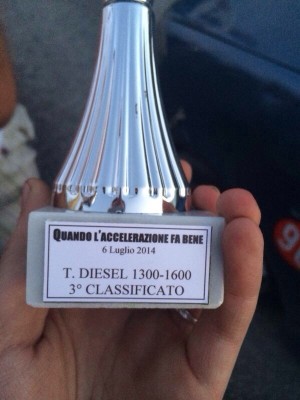 QUANDO L'ACCELERAZIONE FA BENE
6 Luglio 2014
T. DIESEL 1300-1600
3° CLASSIFICATO